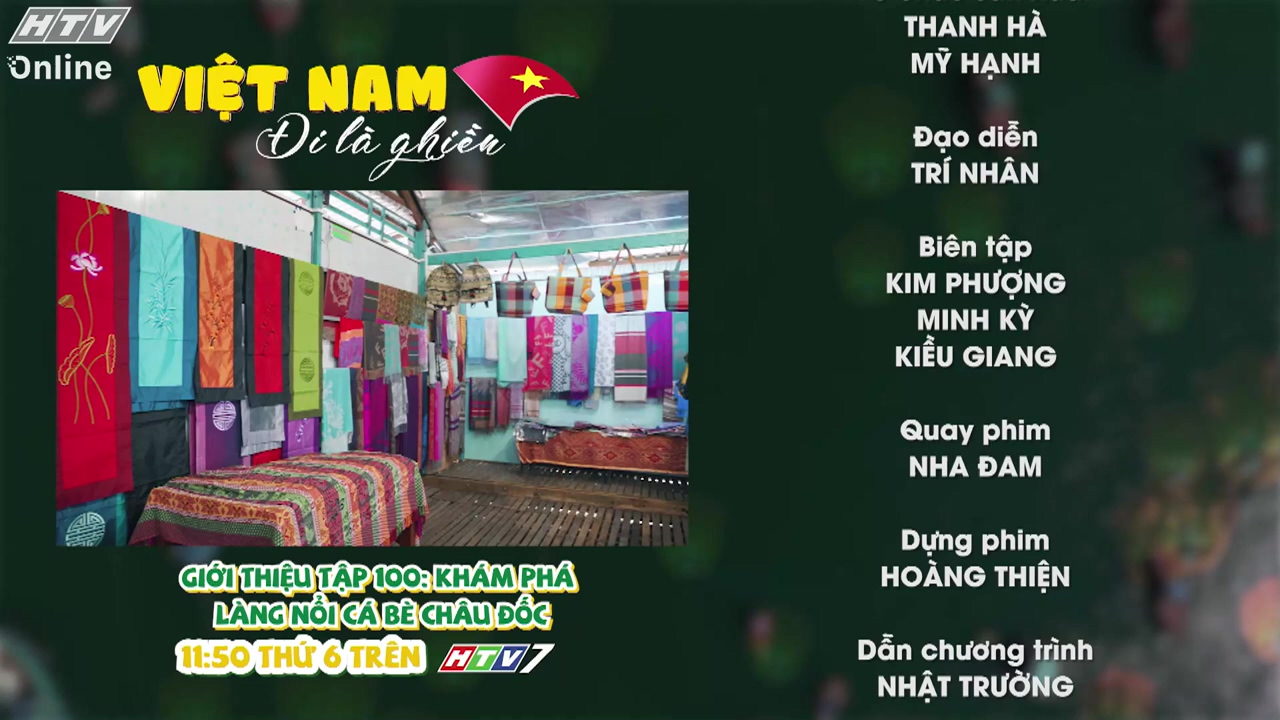 HTV
Online
VIỆT NAM
Đi là ghiền
GIỚI THIỆU TẬP 100: KHÁM PHÁ
LÀNG NỔI CÁ BÈ CHÂU ĐỐC
11:50 THỨ 6 TRÊN HTV7
THANH HÀ
MỸ HẠNH
Đạo diễn
TRÍ NHÂN
Biên tập
KIM PHƯỢNG
MINH KỲ
KIỀU GIANG
Quay phim
NHA ĐAM
Dựng phim
HOÀNG THIỆN
Dẫn chương trình
NHẬT TRƯỜNG